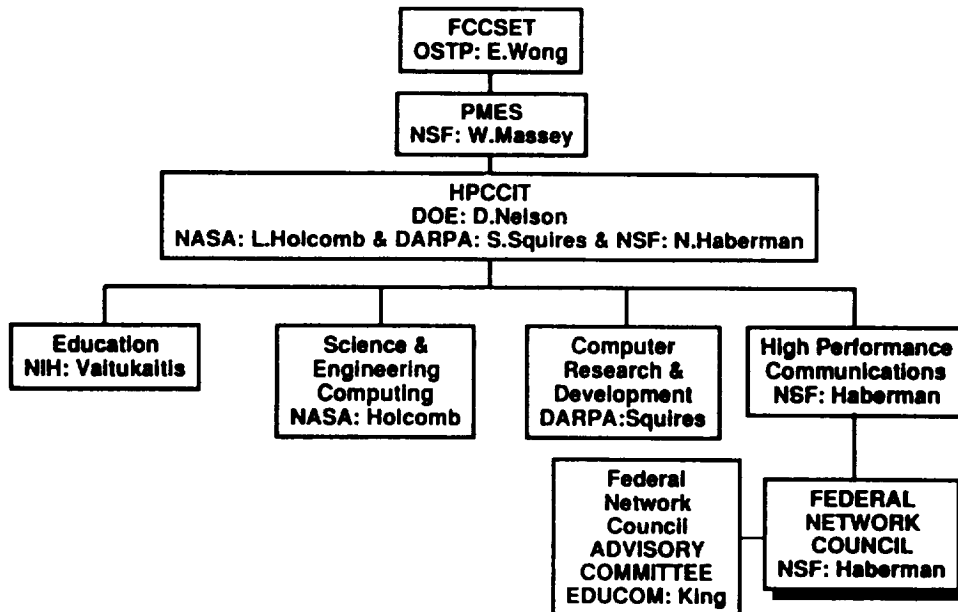 FCCSET
OSTP: E.Wong
PMES
NSF: W.Massey
HPCCIT
DOE: D.Nelson
NASA: L.Holcomb & DARPA: S.Squires & NSF: N.Haberman
Education
NIH: Vaitukaitis
Science &
Engineering
Computing
NASA: Holcomb
Computer
Research &
Development
DARPA:Squires
High Performance
Communications
NSF: Haberman
Federal
Network
Council
ADVISORY
COMMITTEE
EDUCOM: King
FEDERAL
NETWORK
COUNCIL
NSF: Haberman